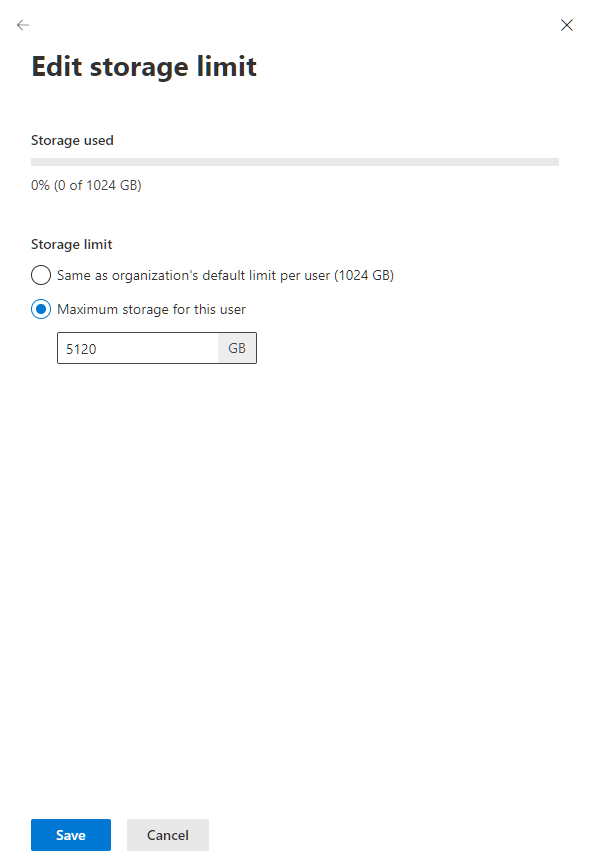 Edit storage limit
Storage used
0% (0 of 1024 GB)
Storage limit
Same as organization's default limit per user (1024 GB)
Maximum storage for this user
5120 GB
Save Cancel